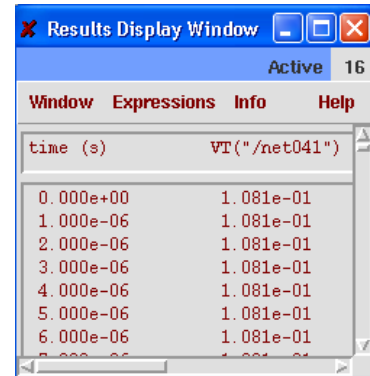 Results Display Window
Active 16
Window Expressions Info Help
time (s) VT("/net041")
0.000e+00 1.081e-01
1.000e-06 1.081e-01
2.000e-06 1.081e-01
3.000e-06 1.081e-01
4.000e-06 1.081e-01
5.000e-06 1.081e-01
6.000e-06 1.081e-01